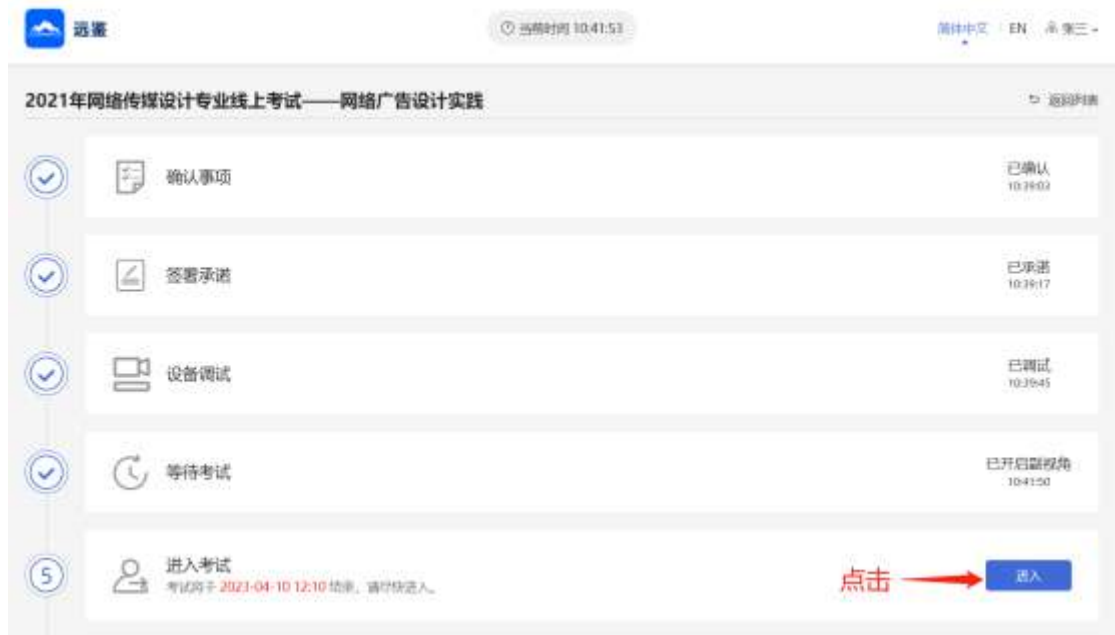 远鉴
当前时间 10:41:53
简体中文 EN 张三
2021年网络传媒设计专业线上考试——网络广告设计实践
返回列表
确认事项
已确认
10:39:03
签署承诺
已承诺
10:39:17
设备调试
已调试
10:39:45
等待考试
已开启副视角
10:41:50
5
进入考试
考试将于 2023-04-10 12:10 结束，请尽快进入。
点击
进入